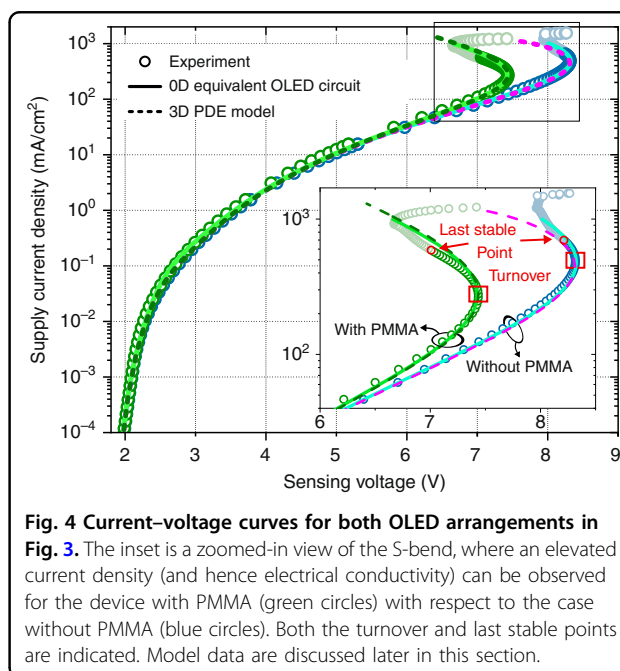 10³
10²
10¹
10⁰
10⁻¹
10⁻²
10⁻³
10⁻⁴
Supply current density (mA/cm²)
Experiment
0D equivalent OLED circuit
3D PDE model
10³
10²
Last stable
Point
Turnover
With PMMA
Without PMMA
6 7 8
2 3 4 5 6 7 8 9
Sensing voltage (V)
Fig. 4 Current–voltage curves for both OLED arrangements in
Fig. 3. The inset is a zoomed-in view of the S-bend, where an elevated
current density (and hence electrical conductivity) can be observed
for the device with PMMA (green circles) with respect to the case
without PMMA (blue circles). Both the turnover and last stable points
are indicated. Model data are discussed later in this section.